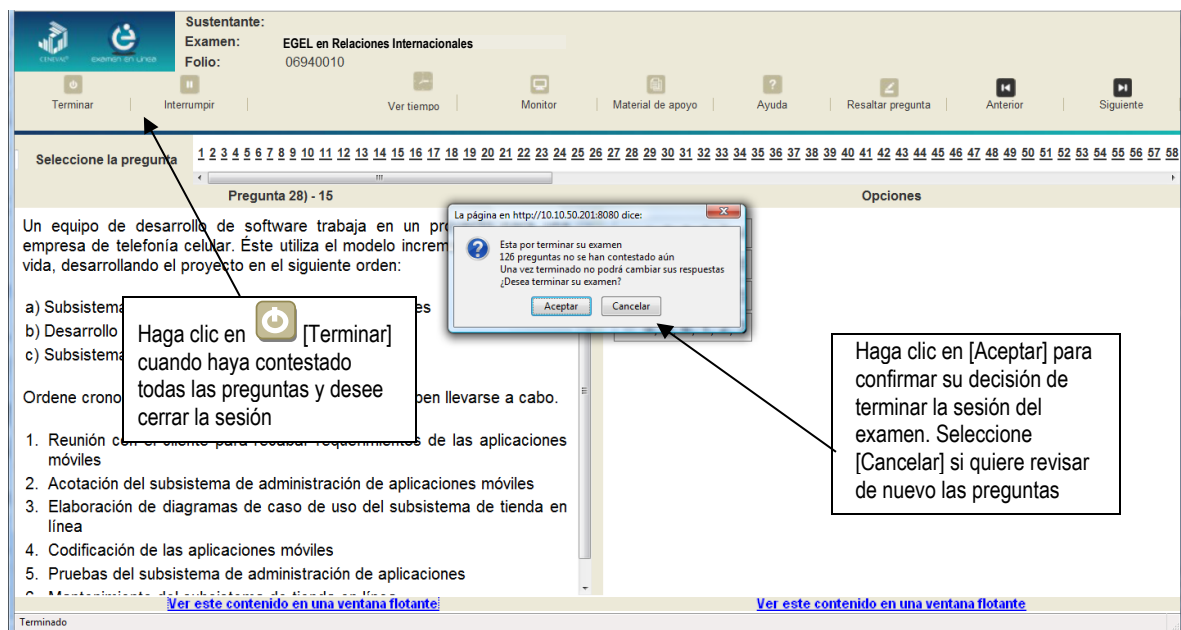 Sustentante:
Examen: EGEL en Relaciones Internacionales
Folio: 06940010
CENEVAL
examen en línea
Terminar
Interrumpir
Ver tiempo
Monitor
Material de apoyo
Ayuda
Resaltar pregunta
Anterior
Siguiente
Seleccione la pregunta
1 2 3 4 5 6 7 8 9 10 11 12 13 14 15 16 17 18 19 20 21 22 23 24 25 26 27 28 29 30 31 32 33 34 35 36 37 38 39 40 41 42 43 44 45 46 47 48 49 50 51 52 53 54 55 56 57 58
Pregunta 28) - 15
Opciones
Un equipo de desarrollo de software trabaja en un
empresa de telefonía celular. Éste utiliza el modelo
vida, desarrollando el proyecto en el siguiente orden:
a)
b) Desarrollo
c)
Ordene ben llevarse a cabo.
1. Reunión con el cliente para recabar requerimientos de las aplicaciones
móviles
2. Acotación del subsistema de administración de aplicaciones móviles
3. Elaboración de diagramas de caso de uso del subsistema de tienda en
línea
4. Codificación de las aplicaciones móviles
5. Pruebas del subsistema de administración de aplicaciones
La página en http://10.10.50.201:8080 dice:
Esta por terminar su examen
126 preguntas no se han contestado aún
Una vez terminado no podrá cambiar sus respuestas
¿Desea terminar su examen?
Aceptar
Cancelar
Haga clic en [Terminar]
cuando haya contestado
todas las preguntas y desee
cerrar la sesión
Haga clic en [Aceptar] para
confirmar su decisión de
terminar la sesión del
examen. Seleccione
[Cancelar] si quiere revisar
de nuevo las preguntas
Ver este contenido en una ventana flotante
Ver este contenido en una ventana flotante
Terminado